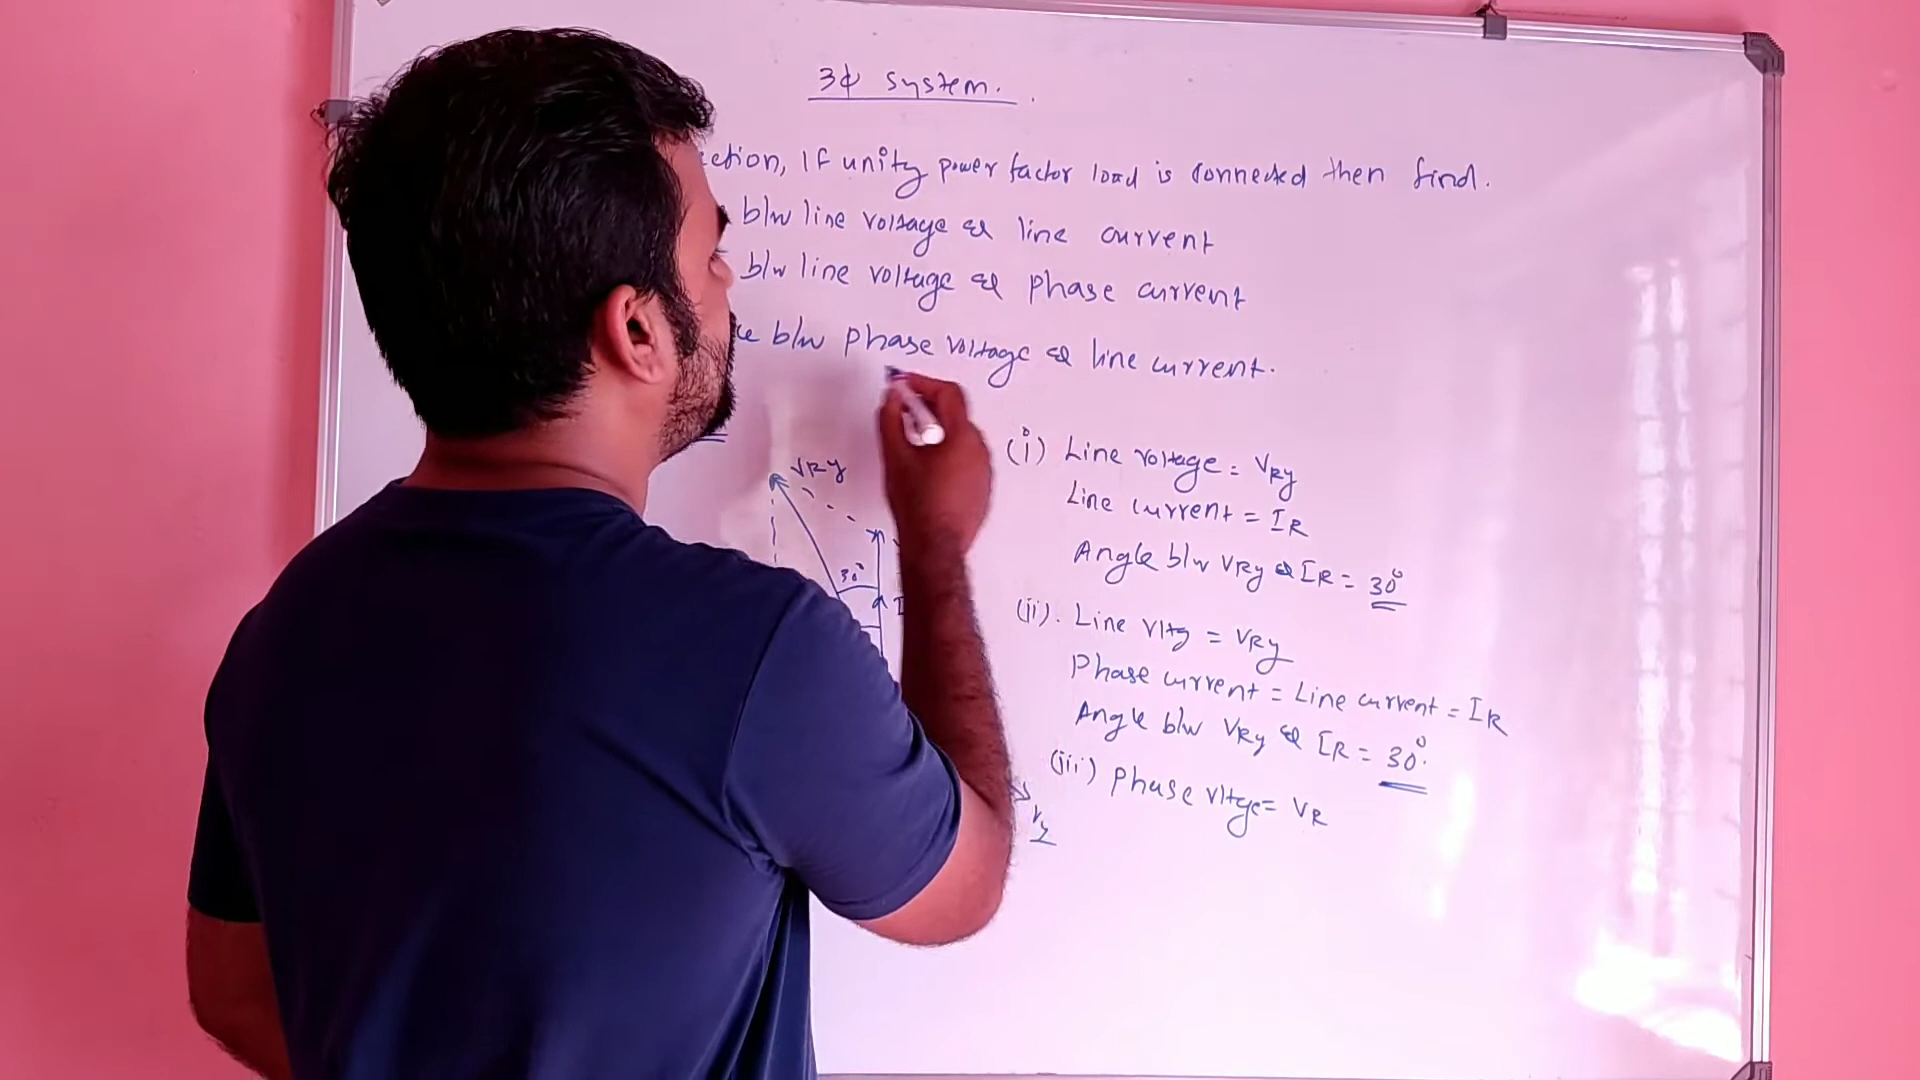 3ϕ system.
ection, If unity power factor load is connected then find.
b/w line voltage & line current
b/w line voltage & phase current
le b/w phase voltage & line current.
VRY
30°
I
Vy
(i) Line voltage = VRy
Line current = IR
Angle b/w VRy & IR = 30°
(ii). Line Vltg = VRy
Phase current = Line current = IR
Angle b/w VRy & IR = 30°.
(iii) Phase Vltge = VR